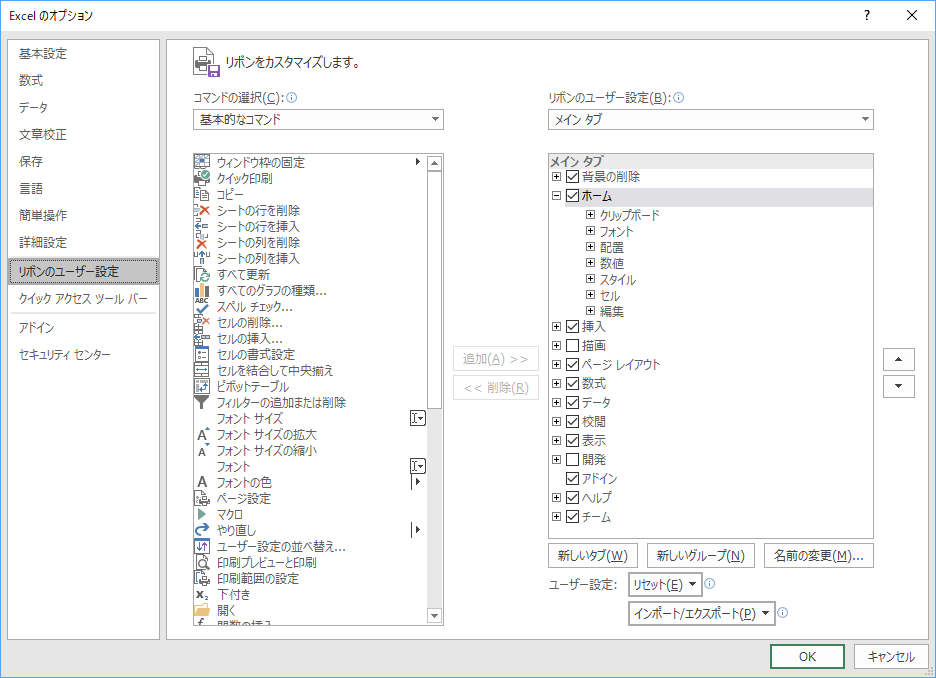 Excel のオプション
?
基本設定
数式
データ
文章校正
保存
言語
簡単操作
詳細設定
リボンのユーザー設定
クイック アクセス ツール バー
アドイン
セキュリティ センター
リボンをカスタマイズします。
コマンドの選択(C):
基本的なコマンド
ウィンドウ枠の固定
クイック印刷
コピー
シートの行を削除
シートの行を挿入
シートの列を削除
シートの列を挿入
すべて更新
すべてのグラフの種類...
スペル チェック...
セルの削除...
セルの挿入...
セルの書式設定
セルを結合して中央揃え
ピボットテーブル
フィルターの追加または削除
フォント サイズ
フォント サイズの拡大
フォント サイズの縮小
フォント
フォントの色
ページ設定
マクロ
やり直し
ユーザー設定の並べ替え...
印刷プレビューと印刷
印刷範囲の設定
下付き
開く
関数の挿入
追加(A) >>
<< 削除(R)
リボンのユーザー設定(B):
メイン タブ
メイン タブ
背景の削除
ホーム
クリップボード
フォント
配置
数値
スタイル
セル
編集
挿入
描画
ページ レイアウト
数式
データ
校閲
表示
開発
アドイン
ヘルプ
チーム
新しいタブ(W)
新しいグループ(N)
名前の変更(M)...
ユーザー設定:
リセット(E)
インポート/エクスポート(P)
OK
キャンセル